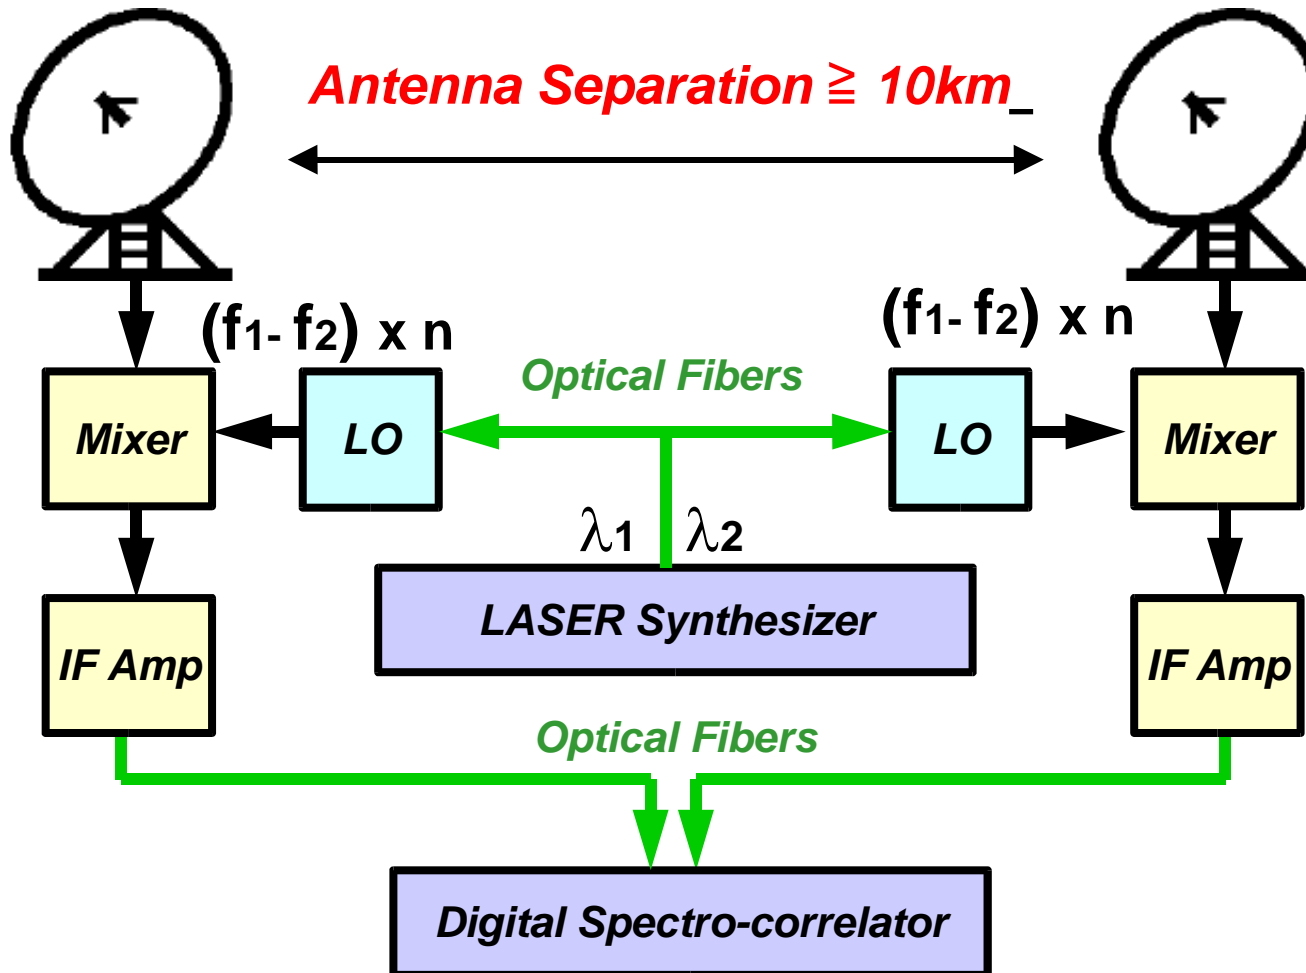 Antenna Separation ≧ 10km_
(f1- f2) x n
(f1- f2) x n
Optical Fibers
Mixer
LO
LO
Mixer
λ1 λ2
LASER Synthesizer
IF Amp
IF Amp
Optical Fibers
Digital Spectro-correlator